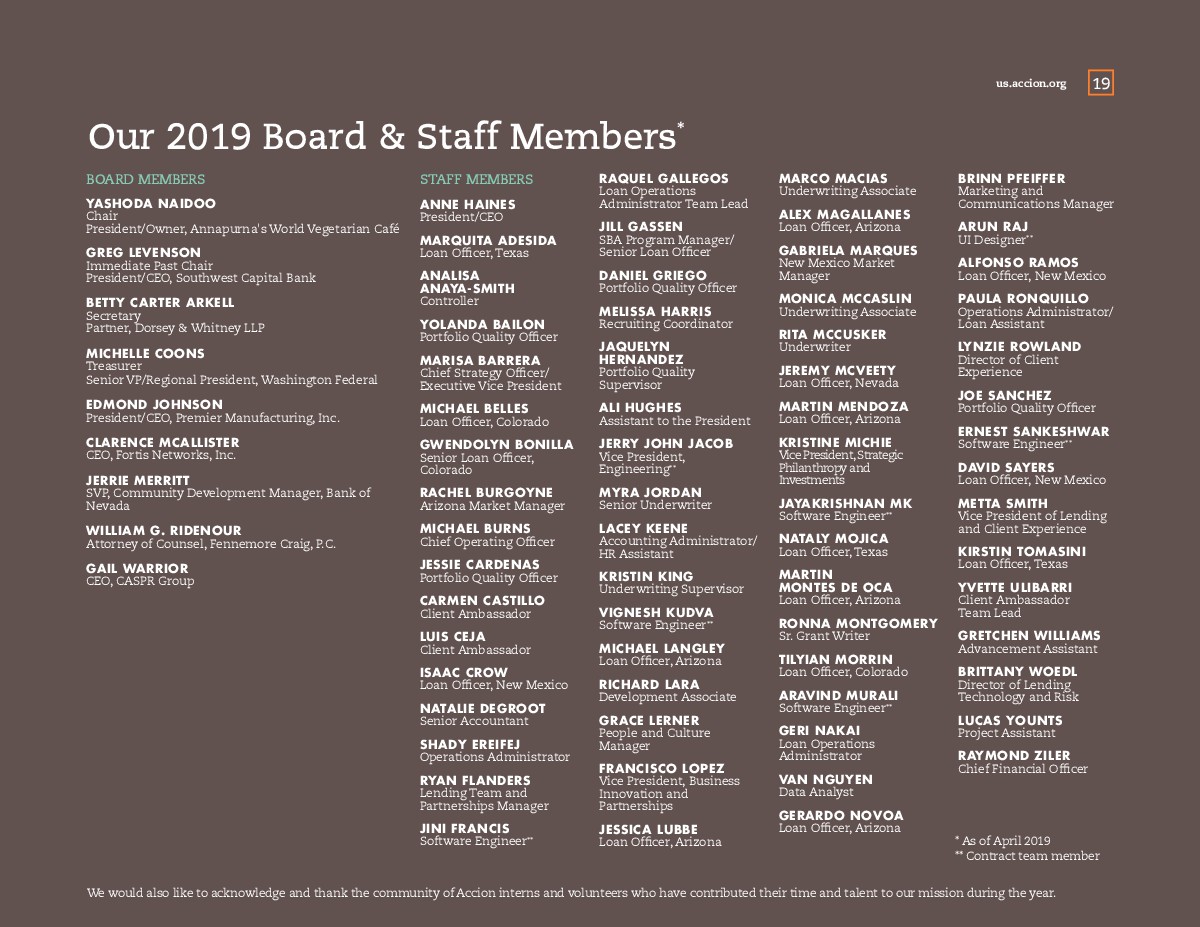 us.accion.org
19
Our 2019 Board & Staff Members*
BOARD MEMBERS
YASHODA NAIDOO
Chair
President/Owner, Annapurna's World Vegetarian Café
GREG LEVENSON
Immediate Past Chair
President/CEO, Southwest Capital Bank
BETTY CARTER ARKELL
Secretary
Partner, Dorsey & Whitney LLP
MICHELLE COONS
Treasurer
Senior VP/Regional President, Washington Federal
EDMOND JOHNSON
President/CEO, Premier Manufacturing, Inc.
CLARENCE MCALLISTER
CEO, Fortis Networks, Inc.
JERRIE MERRITT
SVP, Community Development Manager, Bank of
Nevada
WILLIAM G. RIDENOUR
Attorney of Counsel, Fennemore Craig, P.C.
GAIL WARRIOR
CEO, CASPR Group
STAFF MEMBERS
ANNE HAINES
President/CEO
MARQUITA ADESIDA
Loan Officer, Texas
ANALISA
ANAYA-SMITH
Controller
YOLANDA BAILON
Portfolio Quality Officer
MARISA BARRERA
Chief Strategy Officer/
Executive Vice President
MICHAEL BELLES
Loan Officer, Colorado
GWENDOLYN BONILLA
Senior Loan Officer,
Colorado
RACHEL BURGOYNE
Arizona Market Manager
MICHAEL BURNS
Chief Operating Officer
JESSIE CARDENAS
Portfolio Quality Officer
CARMEN CASTILLO
Client Ambassador
LUIS CEJA
Client Ambassador
ISAAC CROW
Loan Officer, New Mexico
NATALIE DEGROOT
Senior Accountant
SHADY EREIFEJ
Operations Administrator
RYAN FLANDERS
Lending Team and
Partnerships Manager
JINI FRANCIS
Software Engineer**
RAQUEL GALLEGOS
Loan Operations
Administrator Team Lead
JILL GASSEN
SBA Program Manager/
Senior Loan Officer
DANIEL GRIEGO
Portfolio Quality Officer
MELISSA HARRIS
Recruiting Coordinator
JAQUELYN
HERNANDEZ
Portfolio Quality
Supervisor
ALI HUGHES
Assistant to the President
JERRY JOHN JACOB
Vice President,
Engineering**
MYRA JORDAN
Senior Underwriter
LACEY KEENE
Accounting Administrator/
HR Assistant
KRISTIN KING
Underwriting Supervisor
VIGNESH KUDVA
Software Engineer**
MICHAEL LANGLEY
Loan Officer, Arizona
RICHARD LARA
Development Associate
GRACE LERNER
People and Culture
Manager
FRANCISCO LOPEZ
Vice President, Business
Innovation and
Partnerships
JESSICA LUBBE
Loan Officer, Arizona
MARCO MACIAS
Underwriting Associate
ALEX MAGALLANES
Loan Officer, Arizona
GABRIELA MARQUES
New Mexico Market
Manager
MONICA MCCASLIN
Underwriting Associate
RITA MCCUSKER
Underwriter
JEREMY MCVEETY
Loan Officer, Nevada
MARTIN MENDOZA
Loan Officer, Arizona
KRISTINE MICHIE
Vice President, Strategic
Philanthropy and
Investments
JAYAKRISHNAN MK
Software Engineer**
NATALY MOJICA
Loan Officer, Texas
MARTIN
MONTES DE OCA
Loan Officer, Arizona
RONNA MONTGOMERY
Sr. Grant Writer
TILYIAN MORRIN
Loan Officer, Colorado
ARAVIND MURALI
Software Engineer**
GERI NAKAI
Loan Operations
Administrator
VAN NGUYEN
Data Analyst
GERARDO NOVOA
Loan Officer, Arizona
BRINN PFEIFFER
Marketing and
Communications Manager
ARUN RAJ
UI Designer**
ALFONSO RAMOS
Loan Officer, New Mexico
PAULA RONQUILLO
Operations Administrator/
Loan Assistant
LYNZIE ROWLAND
Director of Client
Experience
JOE SANCHEZ
Portfolio Quality Officer
ERNEST SANKESHWAR
Software Engineer**
DAVID SAYERS
Loan Officer, New Mexico
METTA SMITH
Vice President of Lending
and Client Experience
KIRSTIN TOMASINI
Loan Officer, Texas
YVETTE ULIBARRI
Client Ambassador
Team Lead
GRETCHEN WILLIAMS
Advancement Assistant
BRITTANY WOEDL
Director of Lending
Technology and Risk
LUCAS YOUNTS
Project Assistant
RAYMOND ZILER
Chief Financial Officer
* As of April 2019
** Contract team member
We would also like to acknowledge and thank the community of Accion interns and volunteers who have contributed their time and talent to our mission during the year.